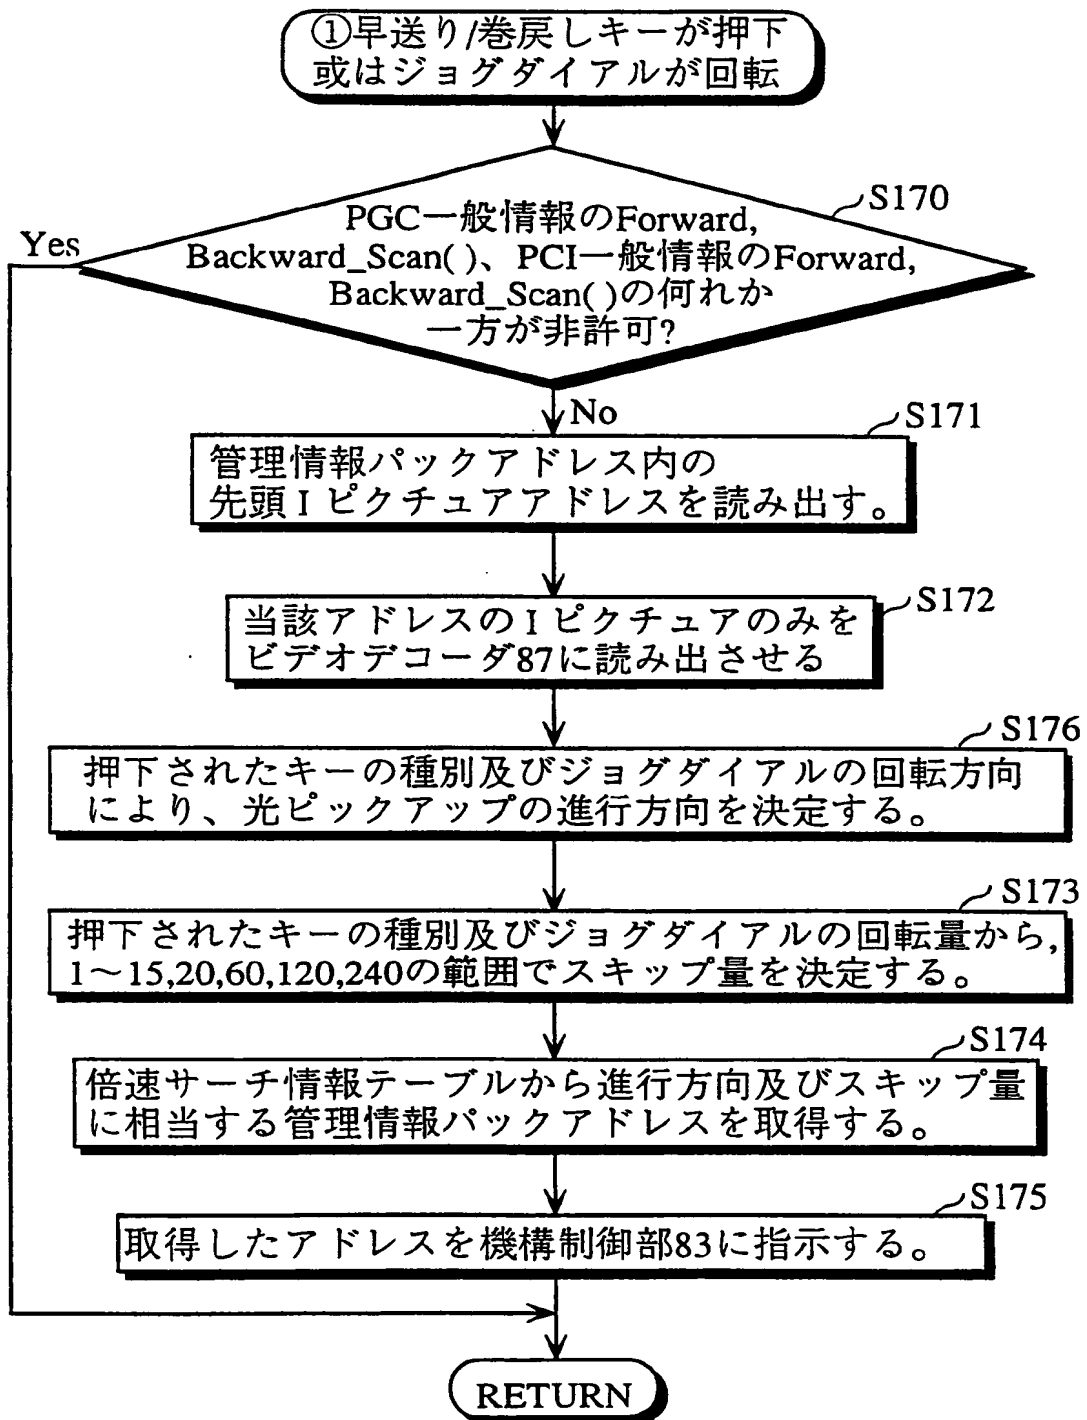 ①早送り/巻戻しキーが押下
或はジョグダイアルが回転
S170
PGC一般情報のForward,
Yes
Backward_Scan( )、PCI一般情報のForward,
Backward_Scan( )の何れか
一方が非許可?
No
S171
管理情報パックアドレス内の
先頭Iピクチュアアドレスを読み出す。
S172
当該アドレスのIピクチュアのみを
ビデオデコーダ87に読み出させる
S176
押下されたキーの種別及びジョグダイアルの回転方向
により、光ピックアップの進行方向を決定する。
S173
押下されたキーの種別及びジョグダイアルの回転量から,
1～15,20,60,120,240の範囲でスキップ量を決定する。
S174
倍速サーチ情報テーブルから進行方向及びスキップ量
に相当する管理情報パックアドレスを取得する。
S175
取得したアドレスを機構制御部83に指示する。
RETURN